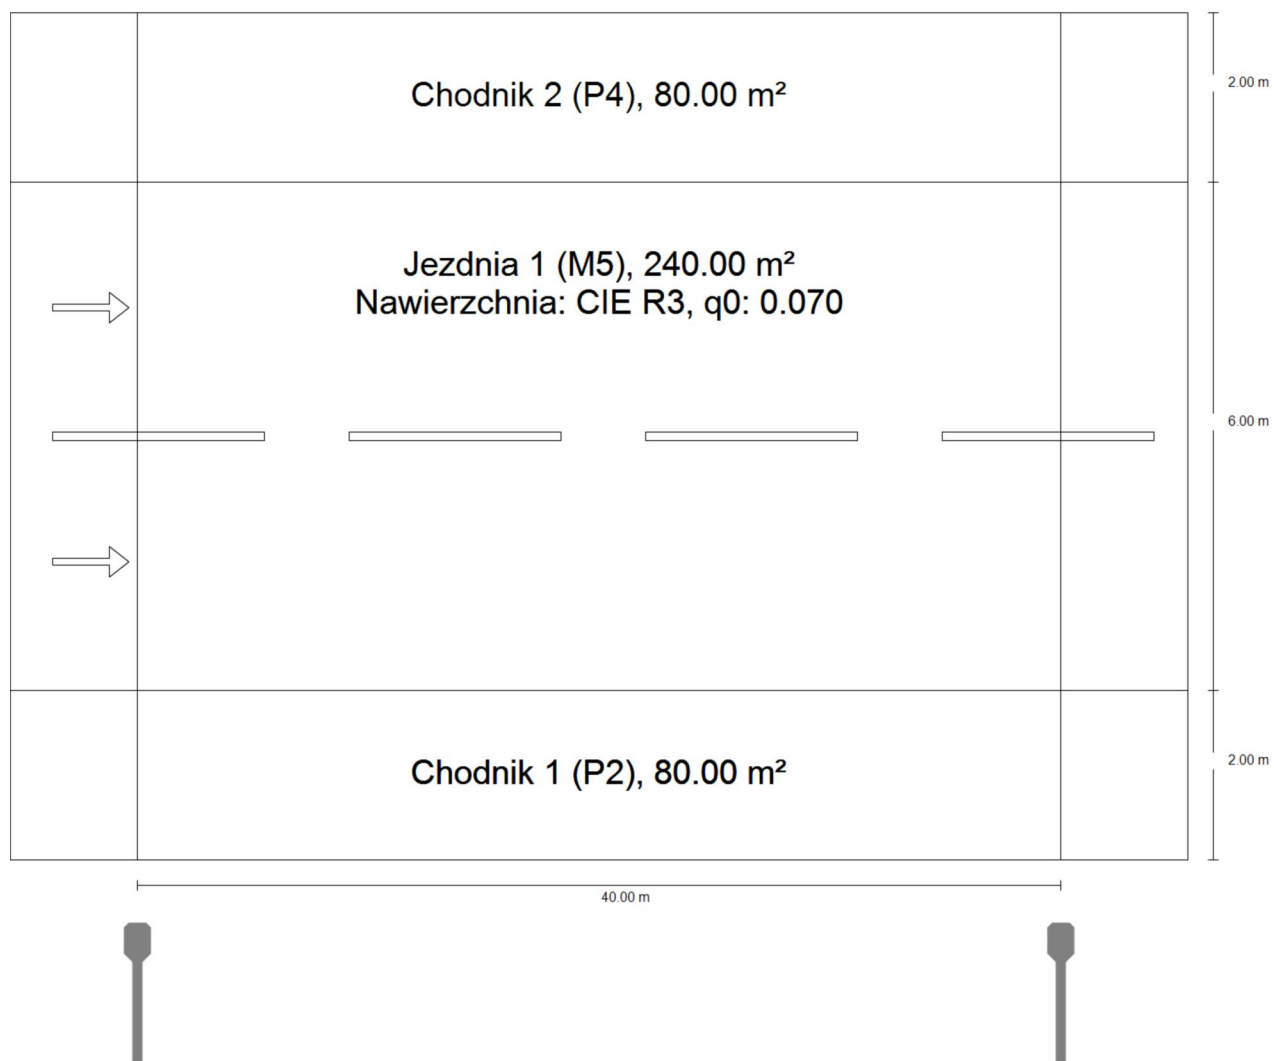 Chodnik 2 (P4), 80.00 m²
2.00 m
Jezdnia 1 (M5), 240.00 m²
Nawierzchnia: CIE R3, q0: 0.070
6.00 m
Chodnik 1 (P2), 80.00 m²
2.00 m
40.00 m